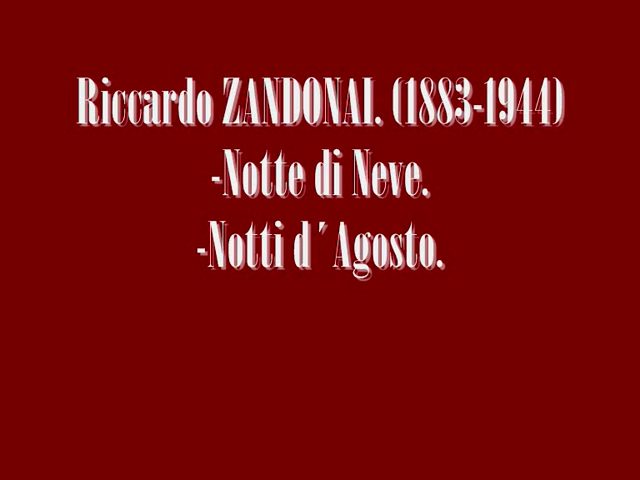 Riccardo ZANDONAI. (1883-1944)
-Notte di Neve.
-Notti d´Agosto.